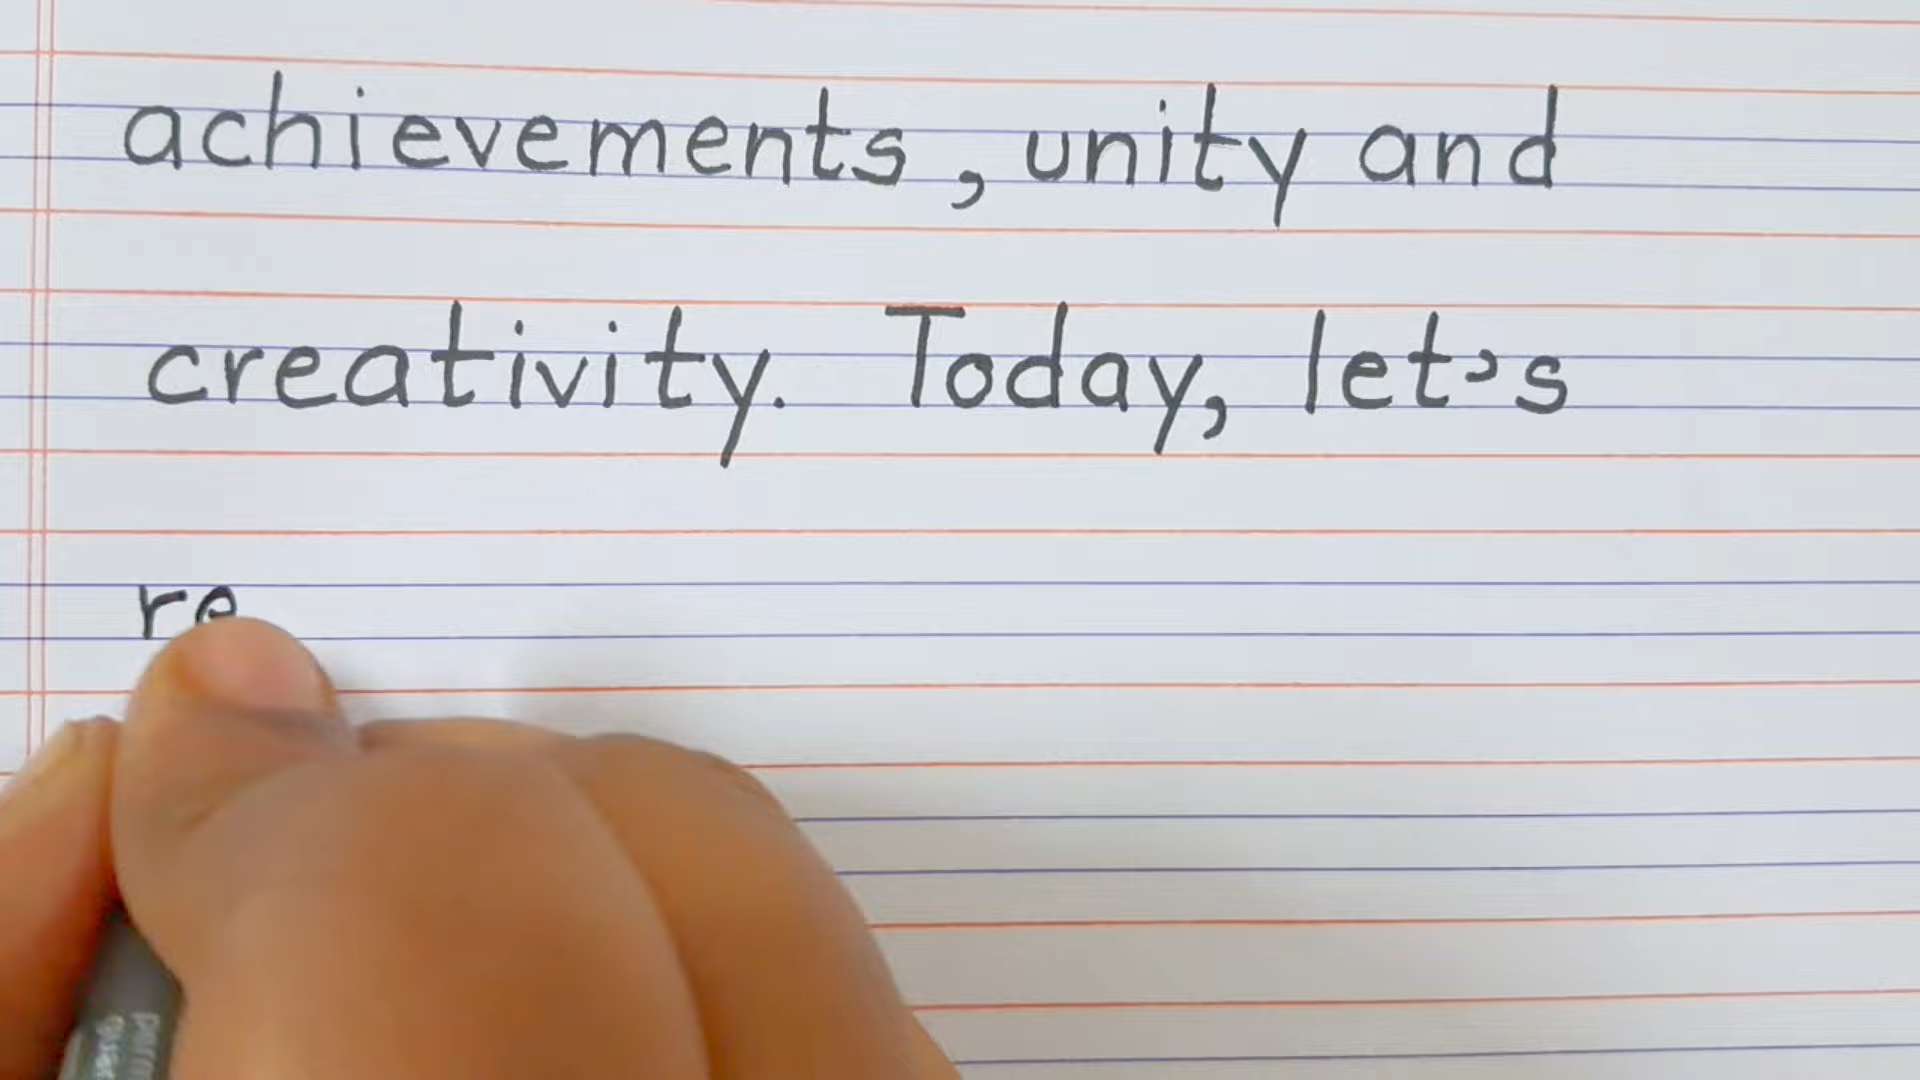 achievements, unity and
creativity. Today, let's
re